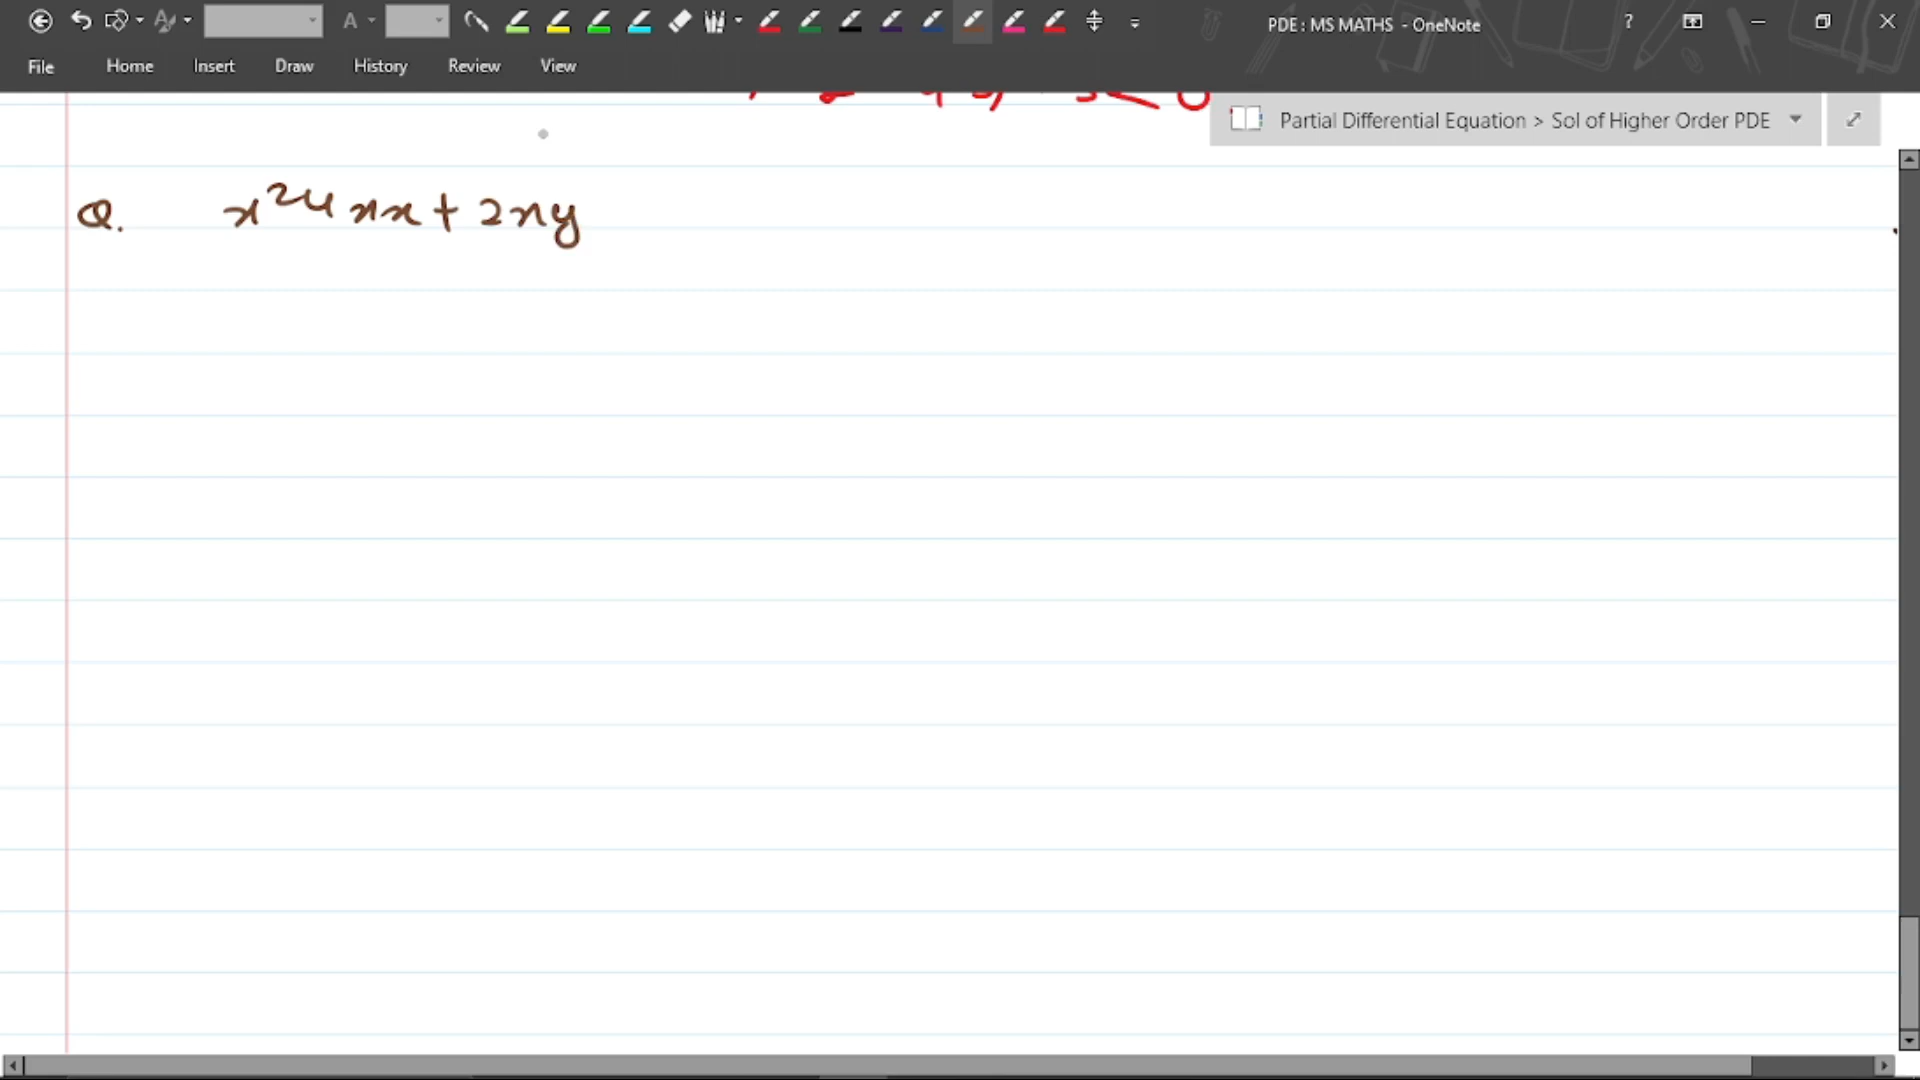 PDE : MS MATHS - OneNote
?
File Home Insert Draw History Review View
Partial Differential Equation > Sol of Higher Order PDE
Q. x²uxx + 2xy